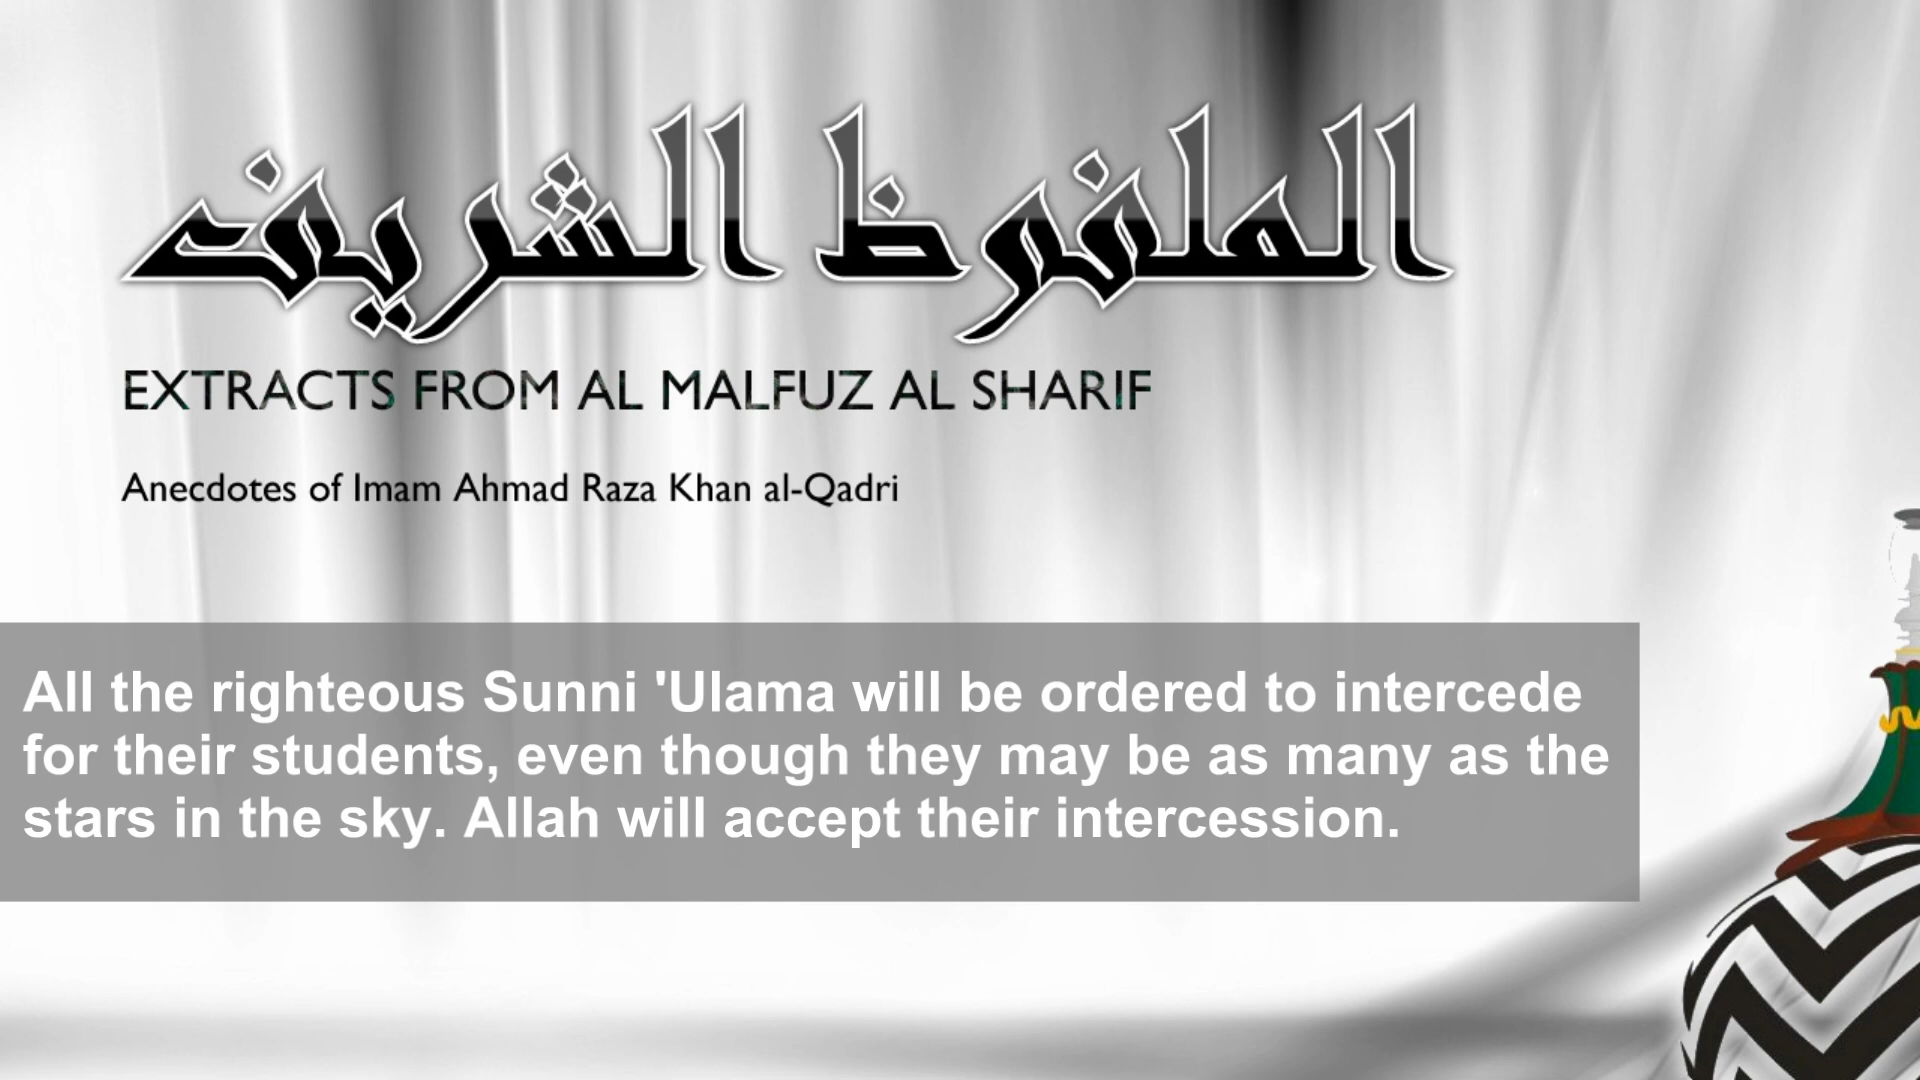 الملفوظ الشريف
EXTRACTS FROM AL MALFUZ AL SHARIF
Anecdotes of Imam Ahmad Raza Khan al-Qadri
All the righteous Sunni 'Ulama will be ordered to intercede
for their students, even though they may be as many as the
stars in the sky. Allah will accept their intercession.